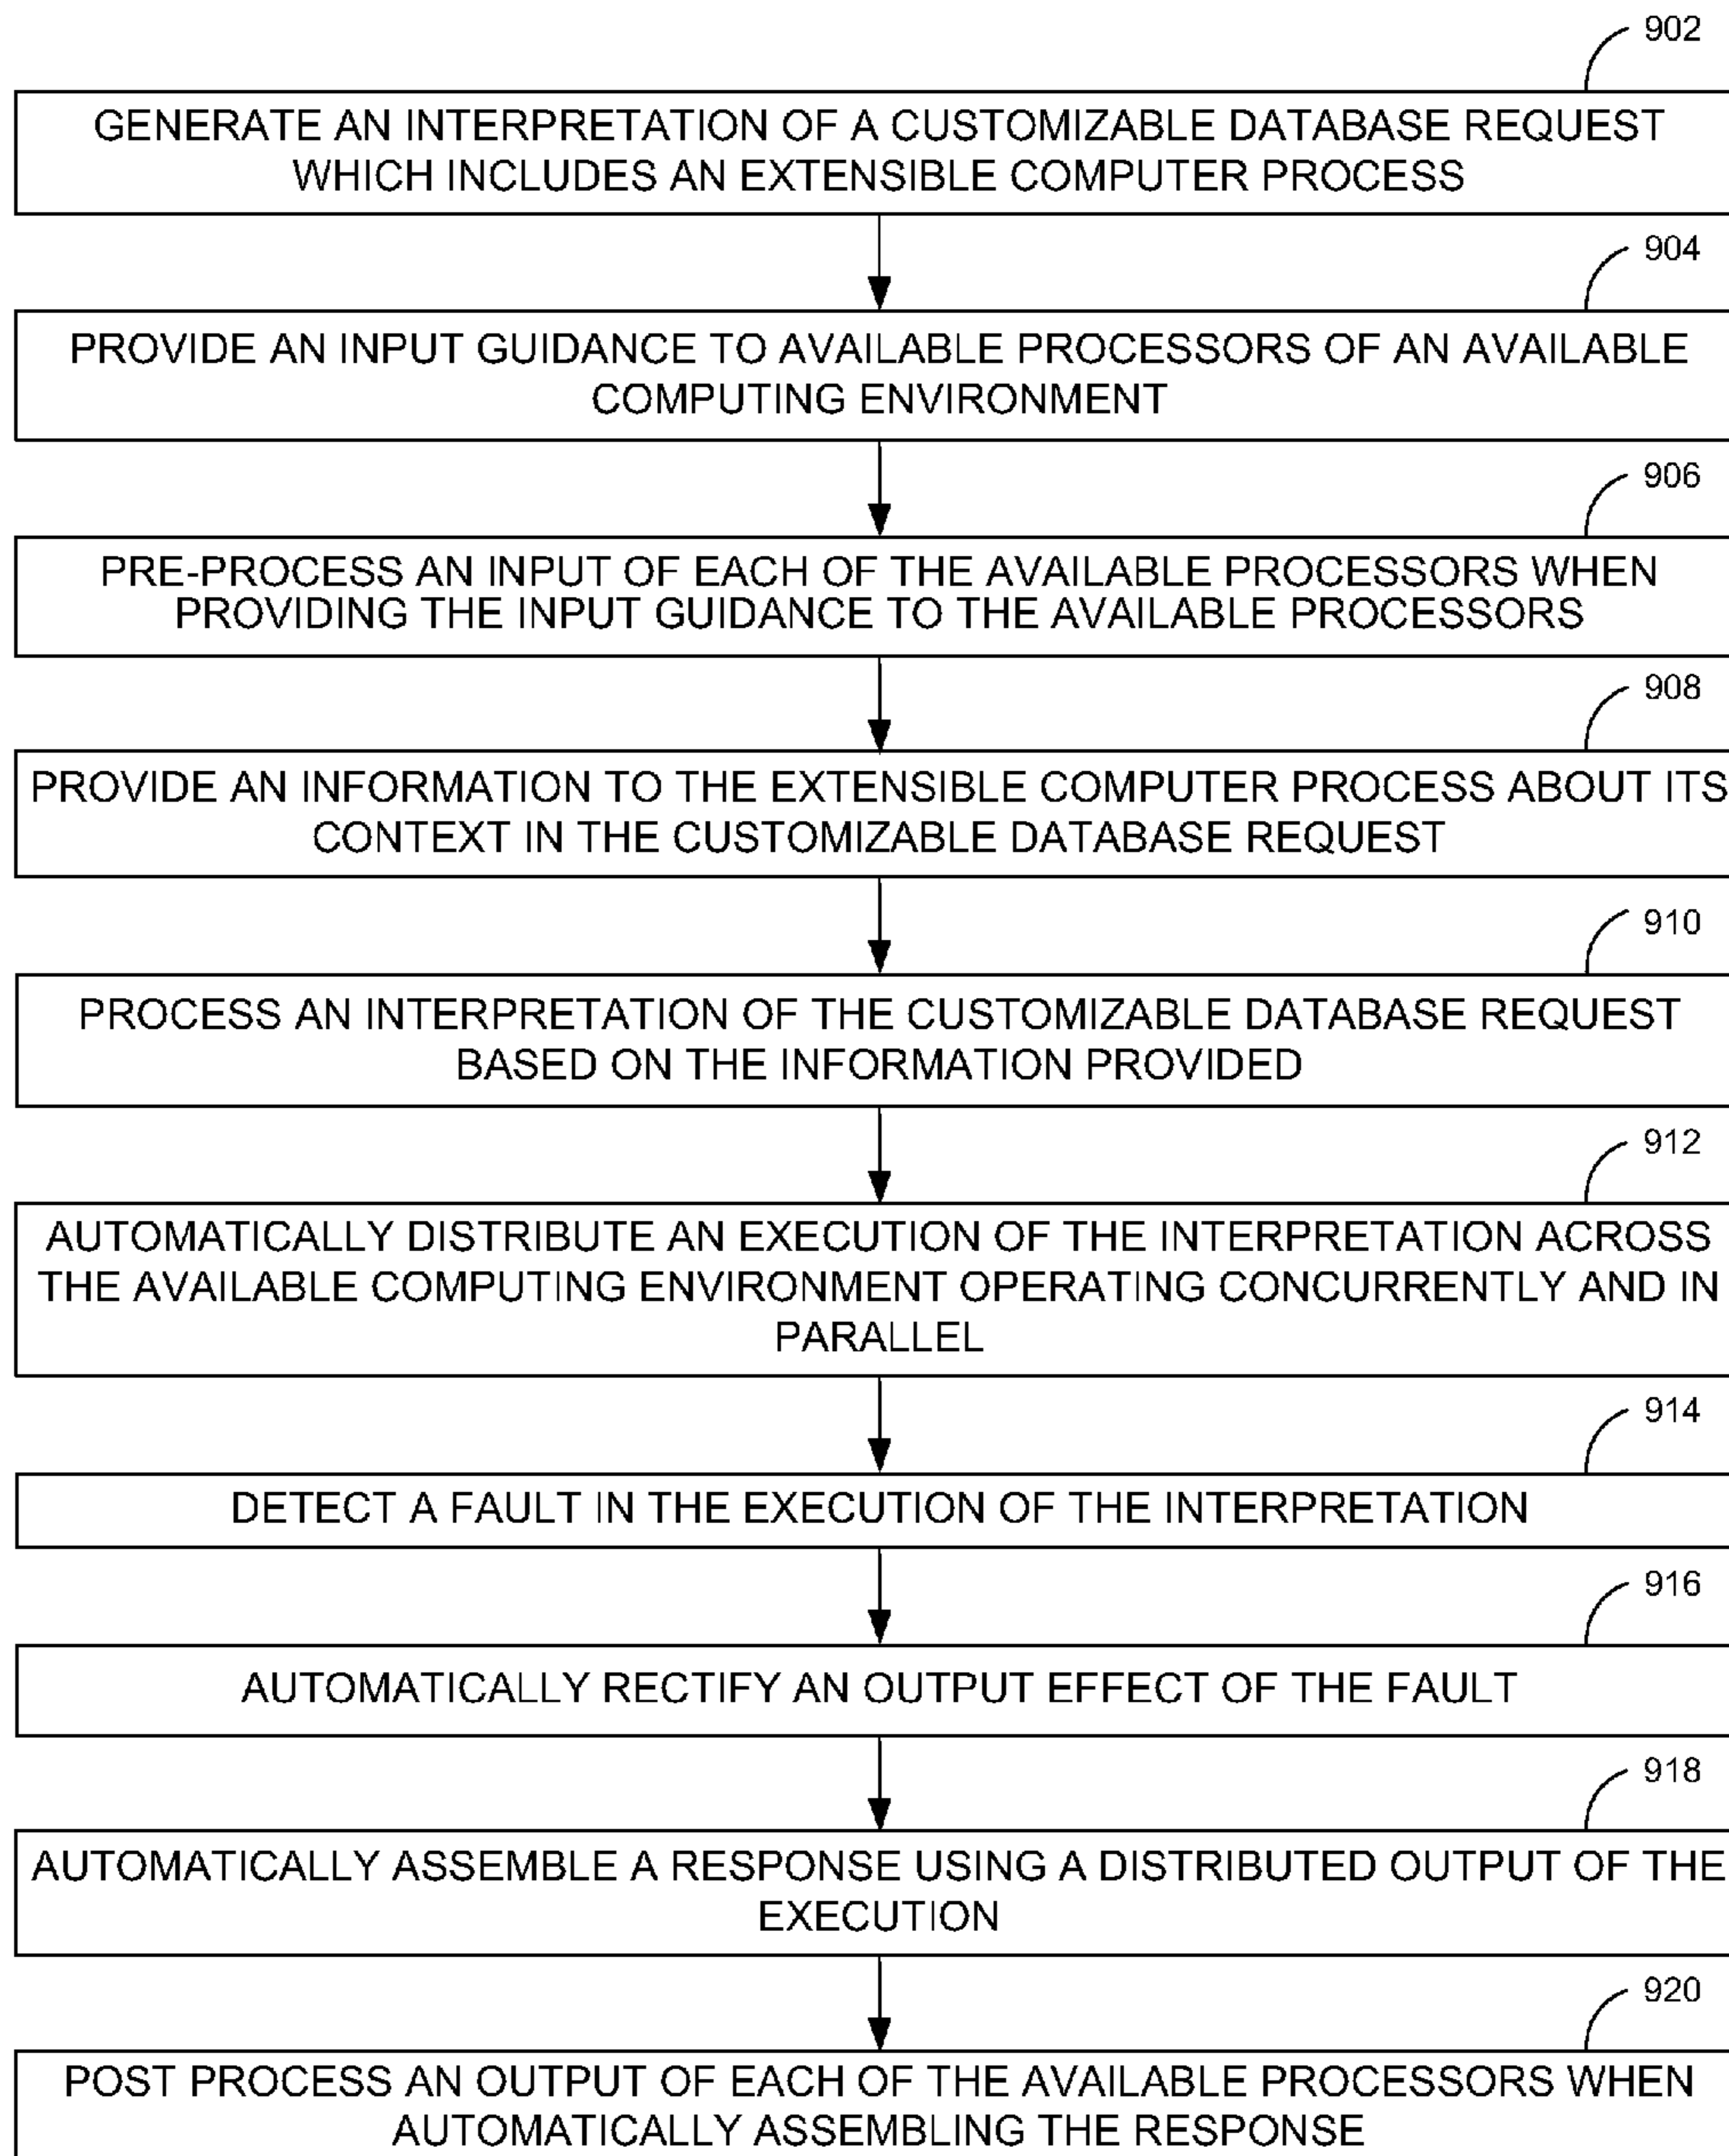 902
GENERATE AN INTERPRETATION OF A CUSTOMIZABLE DATABASE REQUEST
WHICH INCLUDES AN EXTENSIBLE COMPUTER PROCESS
904
PROVIDE AN INPUT GUIDANCE TO AVAILABLE PROCESSORS OF AN AVAILABLE
COMPUTING ENVIRONMENT
906
PRE-PROCESS AN INPUT OF EACH OF THE AVAILABLE PROCESSORS WHEN
PROVIDING THE INPUT GUIDANCE TO THE AVAILABLE PROCESSORS
908
PROVIDE AN INFORMATION TO THE EXTENSIBLE COMPUTER PROCESS ABOUT ITS
CONTEXT IN THE CUSTOMIZABLE DATABASE REQUEST
910
PROCESS AN INTERPRETATION OF THE CUSTOMIZABLE DATABASE REQUEST
BASED ON THE INFORMATION PROVIDED
912
AUTOMATICALLY DISTRIBUTE AN EXECUTION OF THE INTERPRETATION ACROSS
THE AVAILABLE COMPUTING ENVIRONMENT OPERATING CONCURRENTLY AND IN
PARALLEL
914
DETECT A FAULT IN THE EXECUTION OF THE INTERPRETATION
916
AUTOMATICALLY RECTIFY AN OUTPUT EFFECT OF THE FAULT
918
AUTOMATICALLY ASSEMBLE A RESPONSE USING A DISTRIBUTED OUTPUT OF THE
EXECUTION
920
POST PROCESS AN OUTPUT OF EACH OF THE AVAILABLE PROCESSORS WHEN
AUTOMATICALLY ASSEMBLING THE RESPONSE